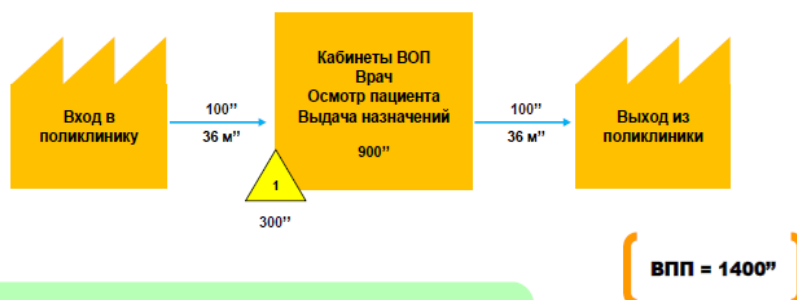 Кабинеты ВОП
Врач
Осмотр пациента
Выдача назначений
900”
Вход в
поликлинику
100”
36 м”
100”
36 м”
Выход из
поликлиники
1
300”
ВПП = 1400”